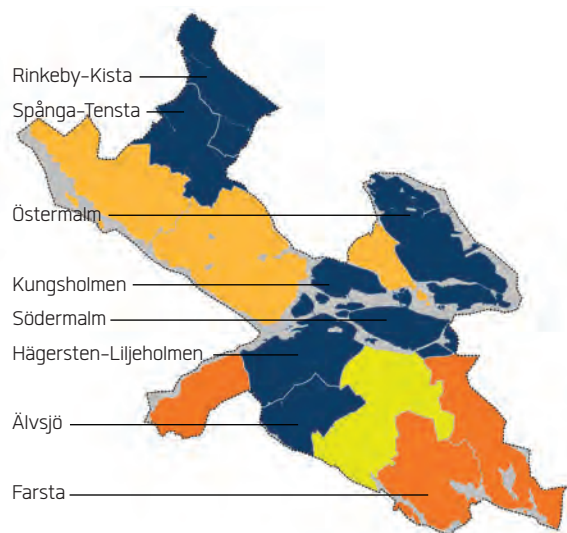 Rinkeby–Kista
Spånga–Tensta
Östermalm
Kungsholmen
Södermalm
Hägersten–Liljeholmen
Älvsjö
Farsta